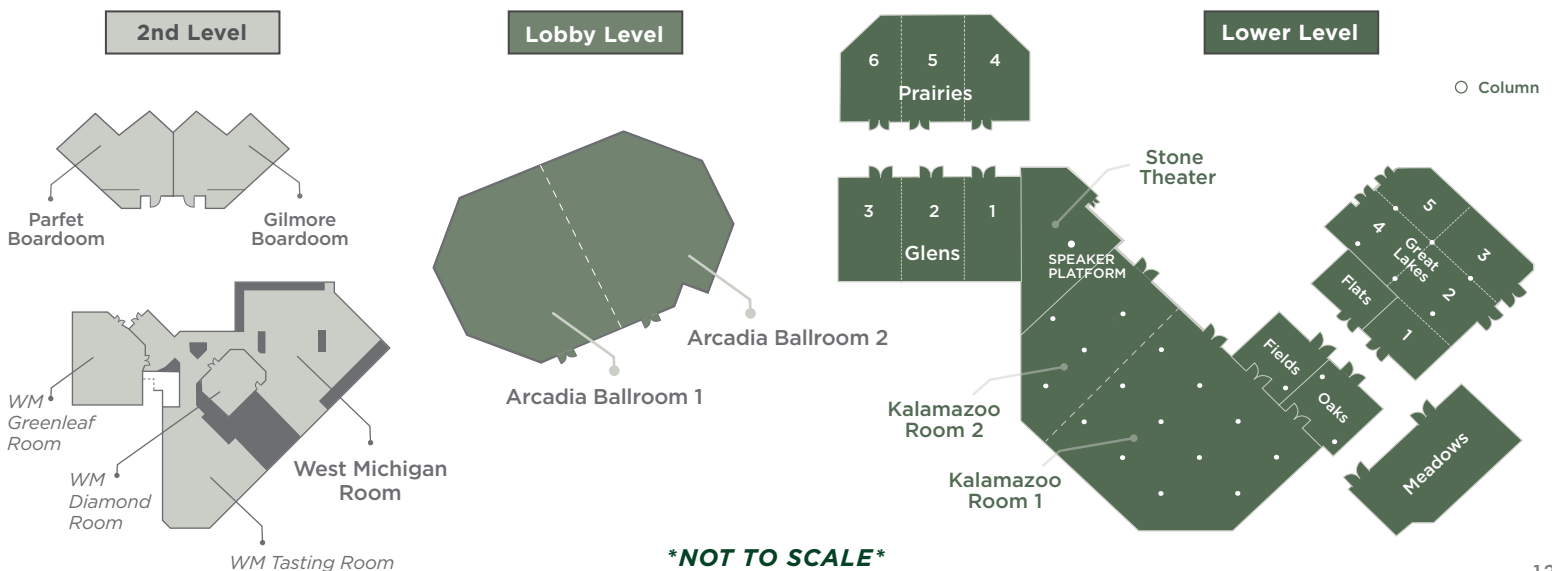 2nd Level
Parfet
Boardoom
Gilmore
Boardoom
WM
Greenleaf
Room
WM
Diamond
Room
West Michigan
Room
WM Tasting Room
Lobby Level
Arcadia Ballroom 2
Arcadia Ballroom 1
Lower Level
Column
6
5
4
Prairies
3
2
1
Glens
Stone
Theater
SPEAKER
PLATFORM
Kalamazoo
Room 2
Kalamazoo
Room 1
5
4
Great
Lakes
3
2
1
Flats
Fields
Oaks
Meadows
*NOT TO SCALE*